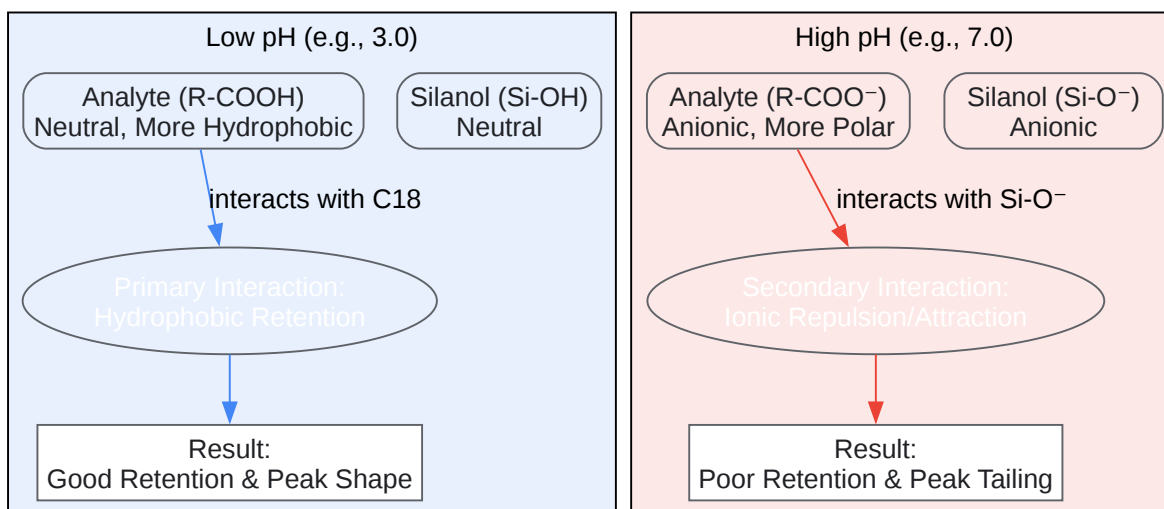 Low pH (e.g., 3.0)
Analyte (R-COOH)
Neutral, More Hydrophobic
Silanol (Si-OH)
Neutral
interacts with C18
Primary Interaction:
Hydrophobic Retention
Result:
Good Retention & Peak Shape
High pH (e.g., 7.0)
Analyte (R-COO⁻)
Anionic, More Polar
Silanol (Si-O⁻)
Anionic
interacts with Si-O⁻
Secondary Interaction:
Ionic Repulsion/Attraction
Result:
Poor Retention & Peak Tailing